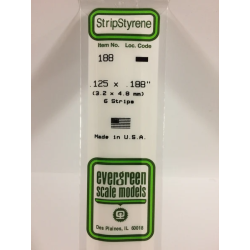 StripStyrene
Item No. Loc. Code
188
.125 x .188"
(3.2 x 4.8 mm)
6 Strips
Made in U.S.A.
evergreen
scale models
Des Plaines, IL 60018